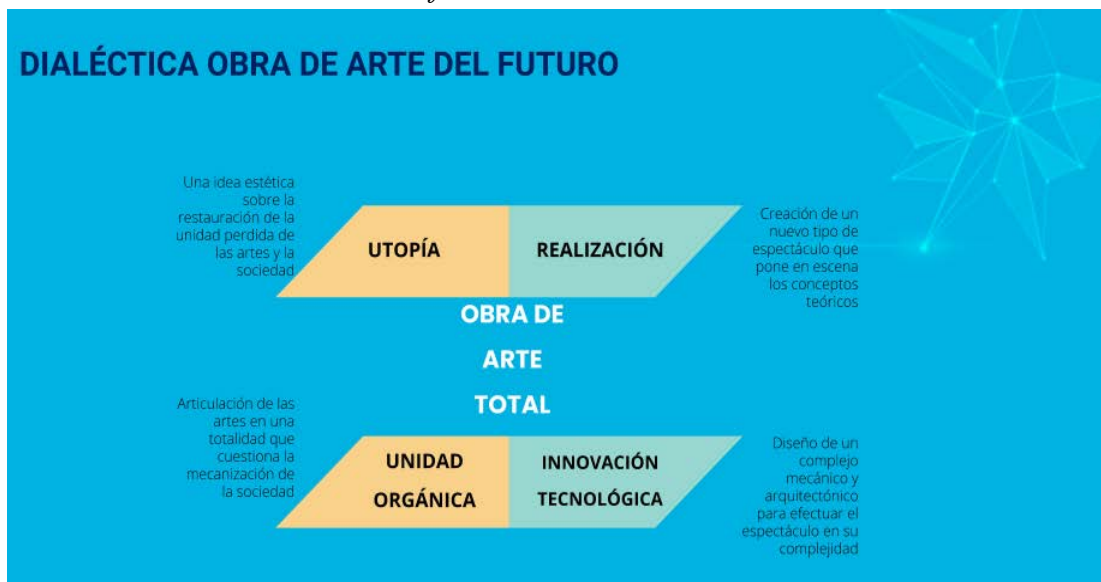 DIALÉCTICA OBRA DE ARTE DEL FUTURO
Una idea estética
sobre la
restauración de la
unidad perdida de
las artes y la
sociedad
UTOPÍA
REALIZACIÓN
Creación de un
nuevo tipo de
espectáculo que
pone en escena
los conceptos
teóricos
OBRA DE
ARTE
TOTAL
Articulación de las
artes en una
totalidad que
cuestiona la
mecanización de
la sociedad
UNIDAD
ORGÁNICA
INNOVACIÓN
TECNOLÓGICA
Diseño de un
complejo
mecánico y
arquitectónico
para efectuar el
espectáculo en su
complejidad